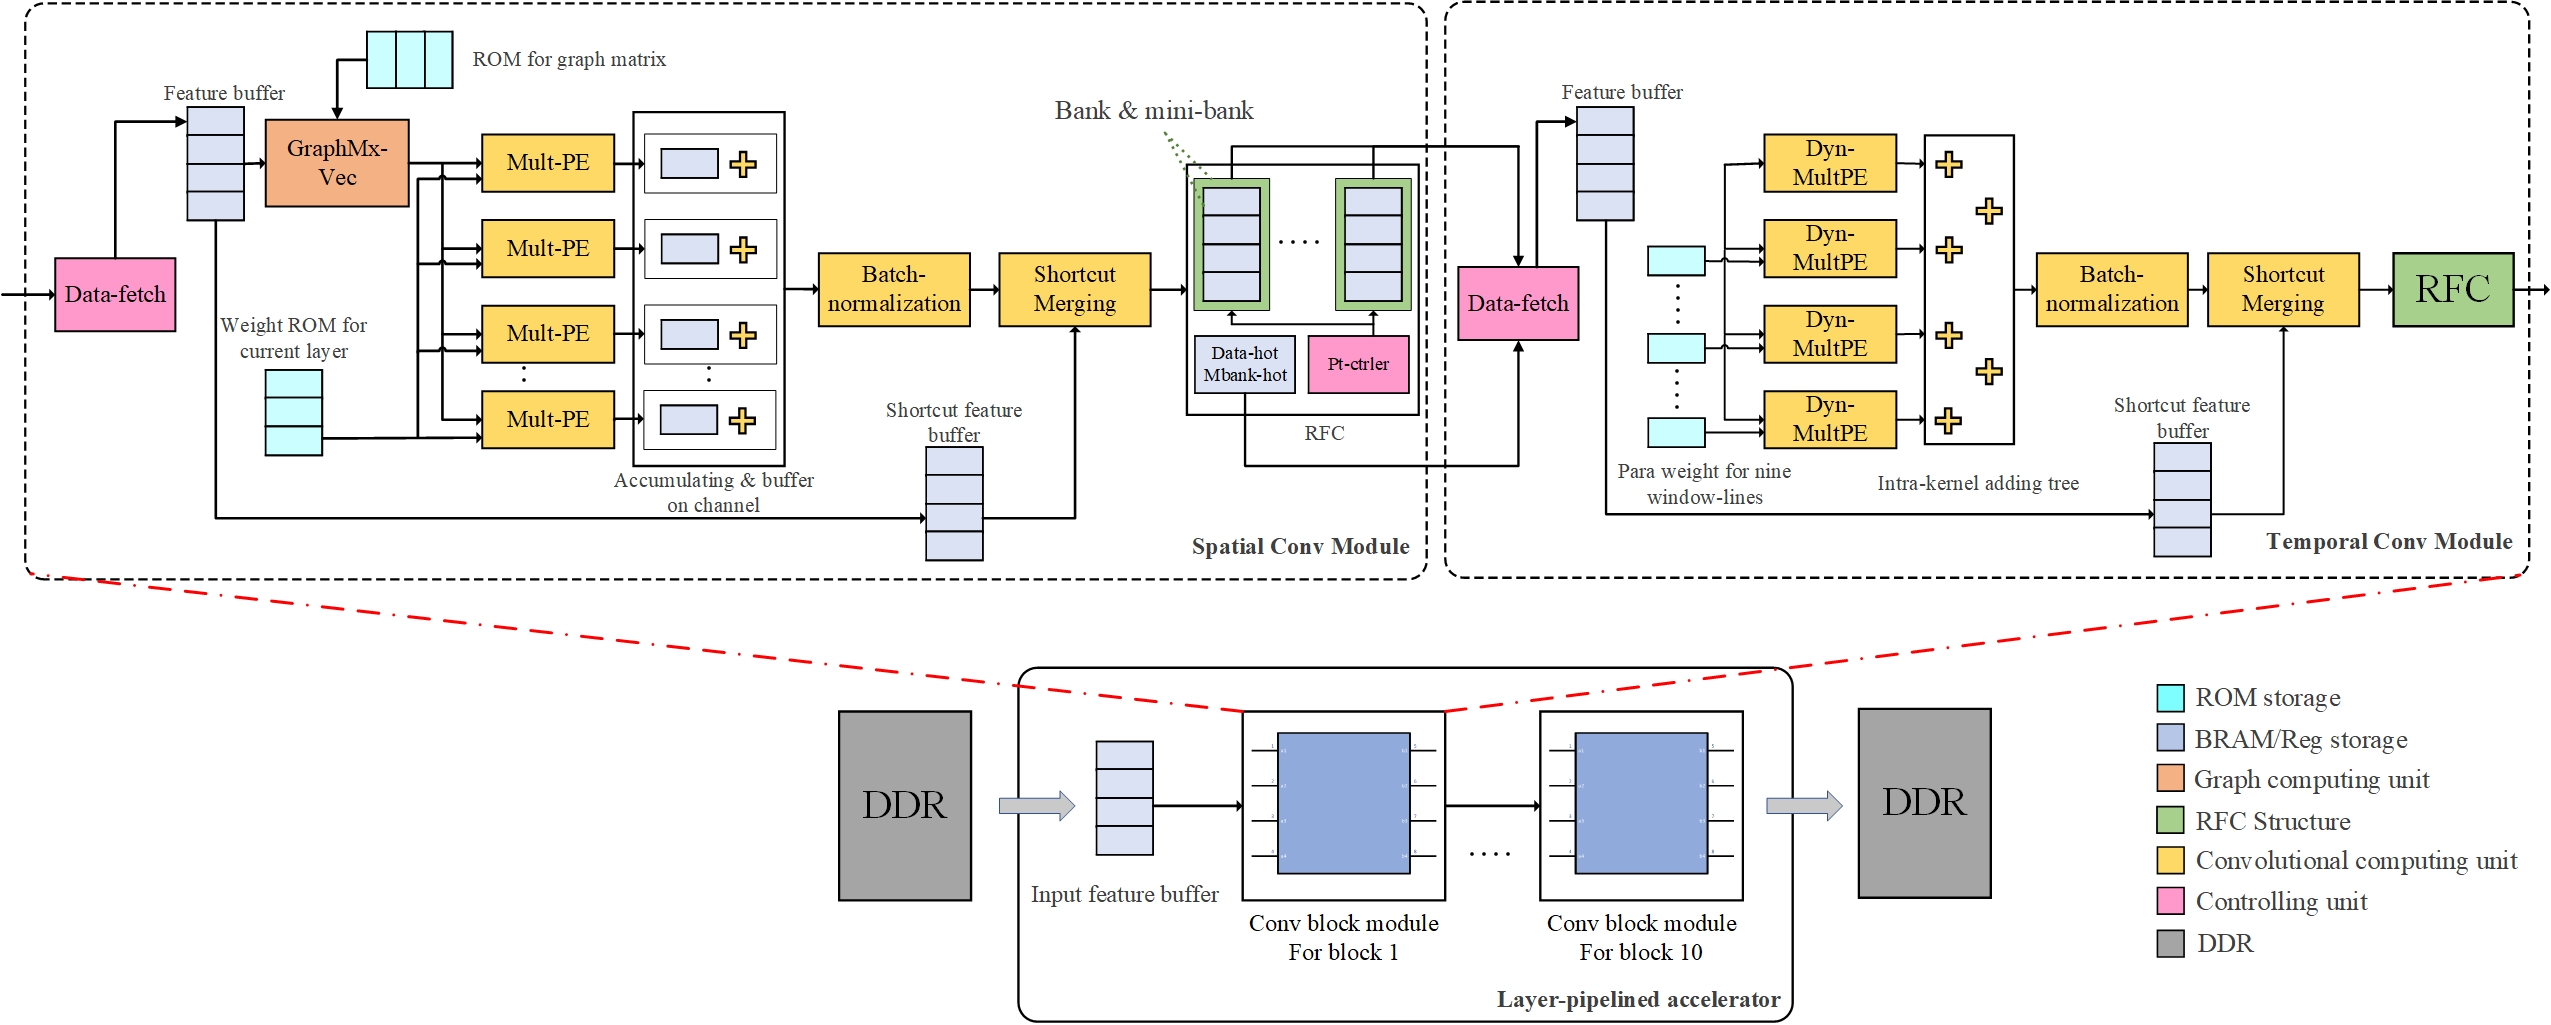 ROM for graph matrix
Feature buffer
GraphMx-
Vec
Data-fetch
Weight ROM for
current layer
Mult-PE
Mult-PE
Mult-PE
Mult-PE
Accumulating & buffer
on channel
Batch-
normalization
Shortcut
Merging
Shortcut feature
buffer
Bank & mini-bank
Data-hot
Mbank-hot
Pt-ctrler
RFC
Spatial Conv Module
Data-fetch
Feature buffer
Dyn-
MultPE
Dyn-
MultPE
Dyn-
MultPE
Dyn-
MultPE
Para weight for nine
window-lines
Intra-kernel adding tree
Batch-
normalization
Shortcut
Merging
RFC
Shortcut feature
buffer
Temporal Conv Module
DDR
Input feature buffer
Conv block module
For block 1
Conv block module
For block 10
Layer-pipelined accelerator
DDR
ROM storage
BRAM/Reg storage
Graph computing unit
RFC Structure
Convolutional computing unit
Controlling unit
DDR